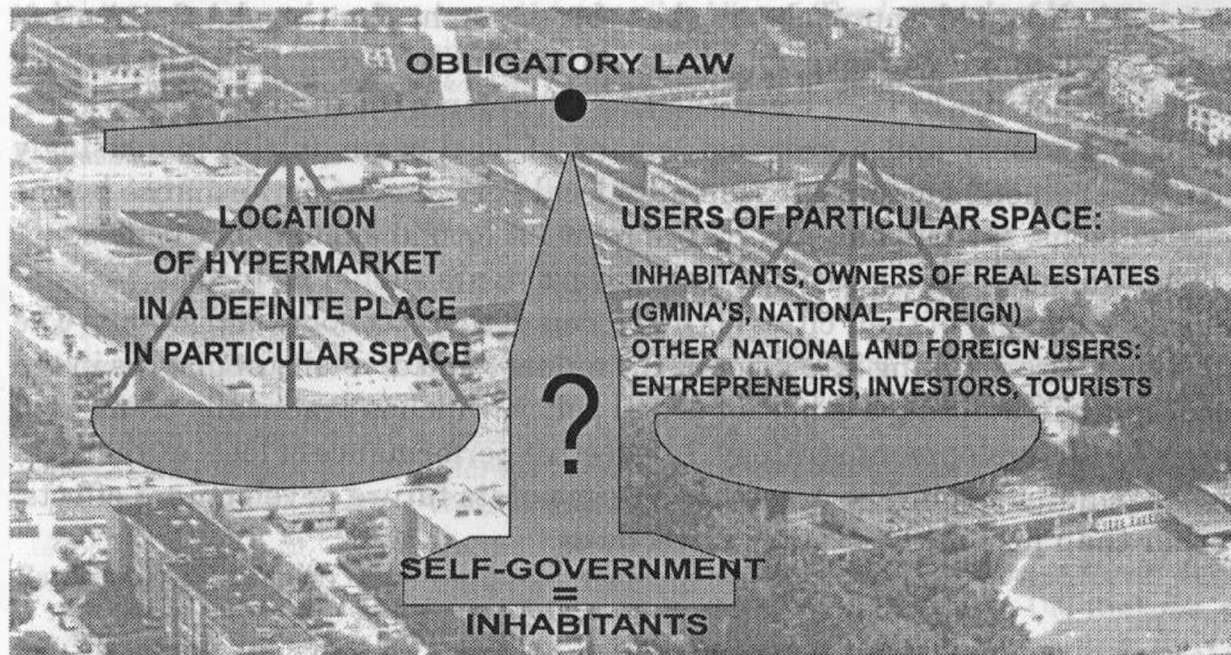 OBLIGATORY LAW
LOCATION
OF HYPERMARKET
IN A DEFINITE PLACE
IN PARTICULAR SPACE
USERS OF PARTICULAR SPACE:
INHABITANTS, OWNERS OF REAL ESTATES
(GMINA'S, NATIONAL, FOREIGN)
OTHER NATIONAL AND FOREIGN USERS:
ENTREPRENEURS, INVESTORS, TOURISTS
?
SELF-GOVERNMENT
=
INHABITANTS